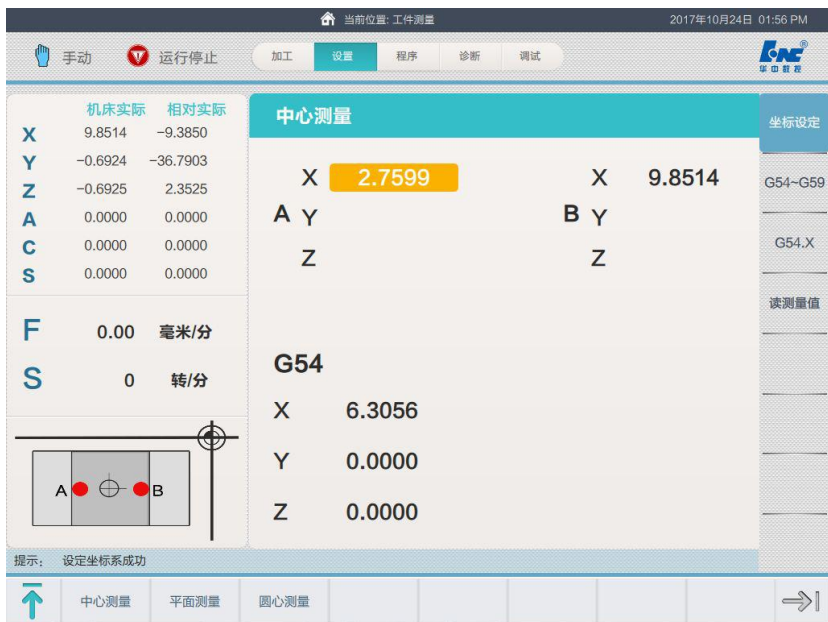 当前位置: 工件测量 2017年10月24日 01:56 PM
手动 运行停止 加工 设置 程序 诊断 调试
HNC®
华中数控
机床实际 相对实际
X 9.8514 -9.3850
Y -0.6924 -36.7903
Z -0.6925 2.3525
A 0.0000 0.0000
C 0.0000 0.0000
S 0.0000 0.0000
F 0.00 毫米/分
S 0 转/分
A B
中心测量
X 2.7599 X 9.8514
A Y B Y
Z Z
G54
X 6.3056
Y 0.0000
Z 0.0000
坐标设定
G54~G59
G54.X
读测量值
提示: 设定坐标系成功
中心测量 平面测量 圆心测量